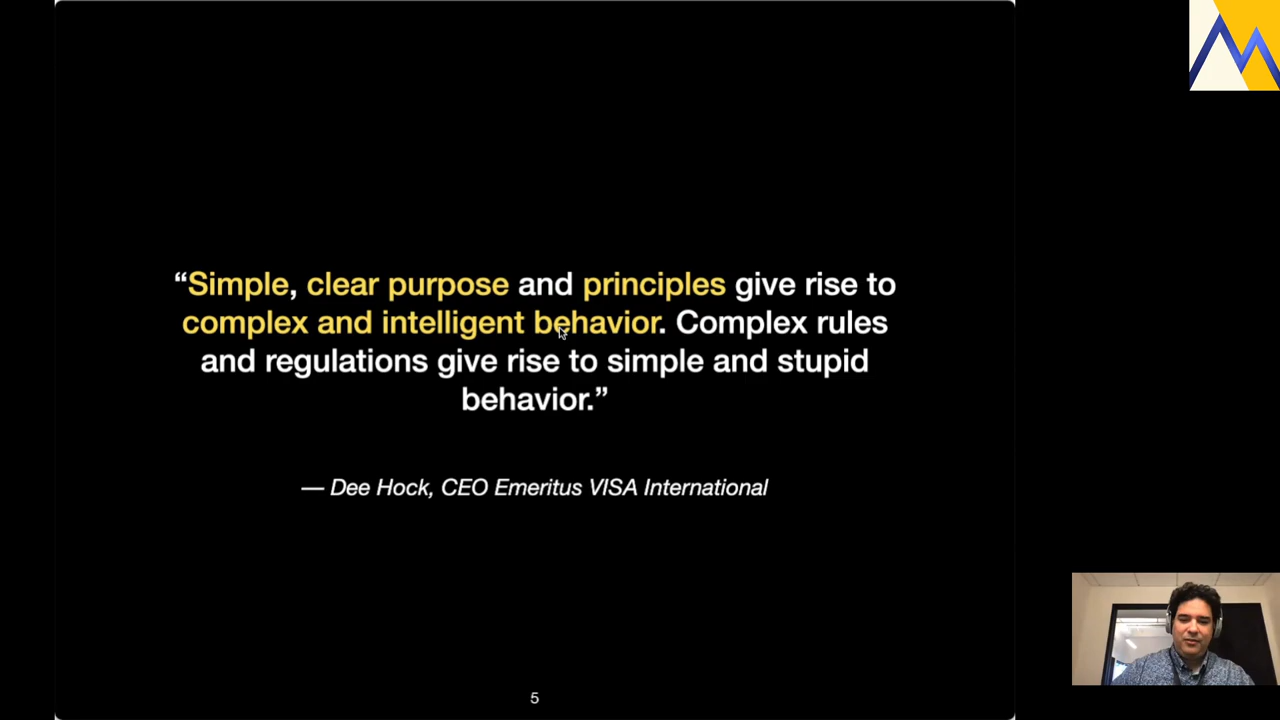 “Simple, clear purpose and principles give rise to
complex and intelligent behavior. Complex rules
and regulations give rise to simple and stupid
behavior.”
— Dee Hock, CEO Emeritus VISA International
5